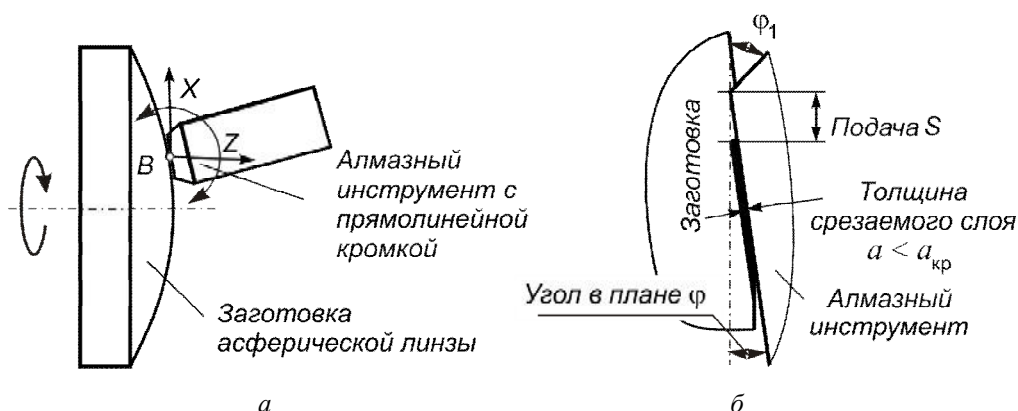 X
Z
B
Алмазный
инструмент с
прямолинейной
кромкой
Заготовка
асферической линзы
а
φ₁
Подача S
Заготовка
Толщина
срезаемого слоя
a < aкр
Угол в плане φ
Алмазный
инструмент
б